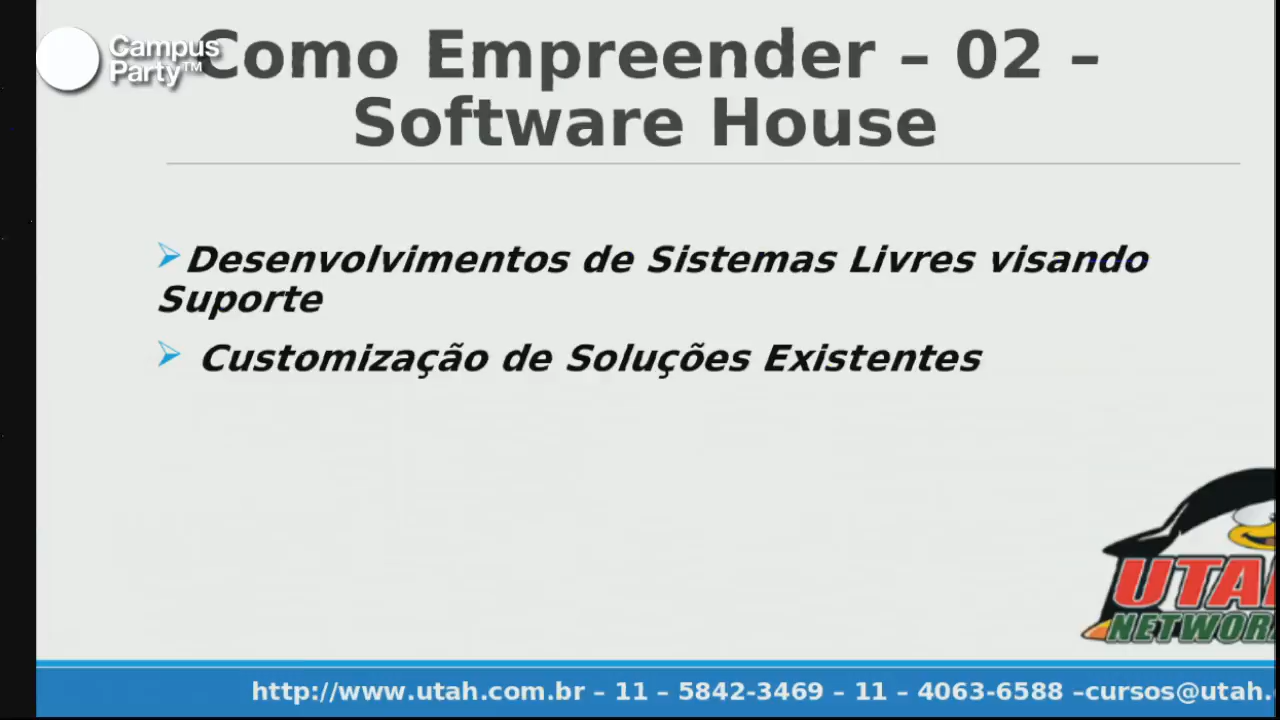 Campus
Party™
Como Empreender – 02 –
Software House
Desenvolvimentos de Sistemas Livres visando
Suporte
Customização de Soluções Existentes
UTAH
NETWOR
http://www.utah.com.br – 11 – 5842-3469 – 11 – 4063-6588 –cursos@utah.